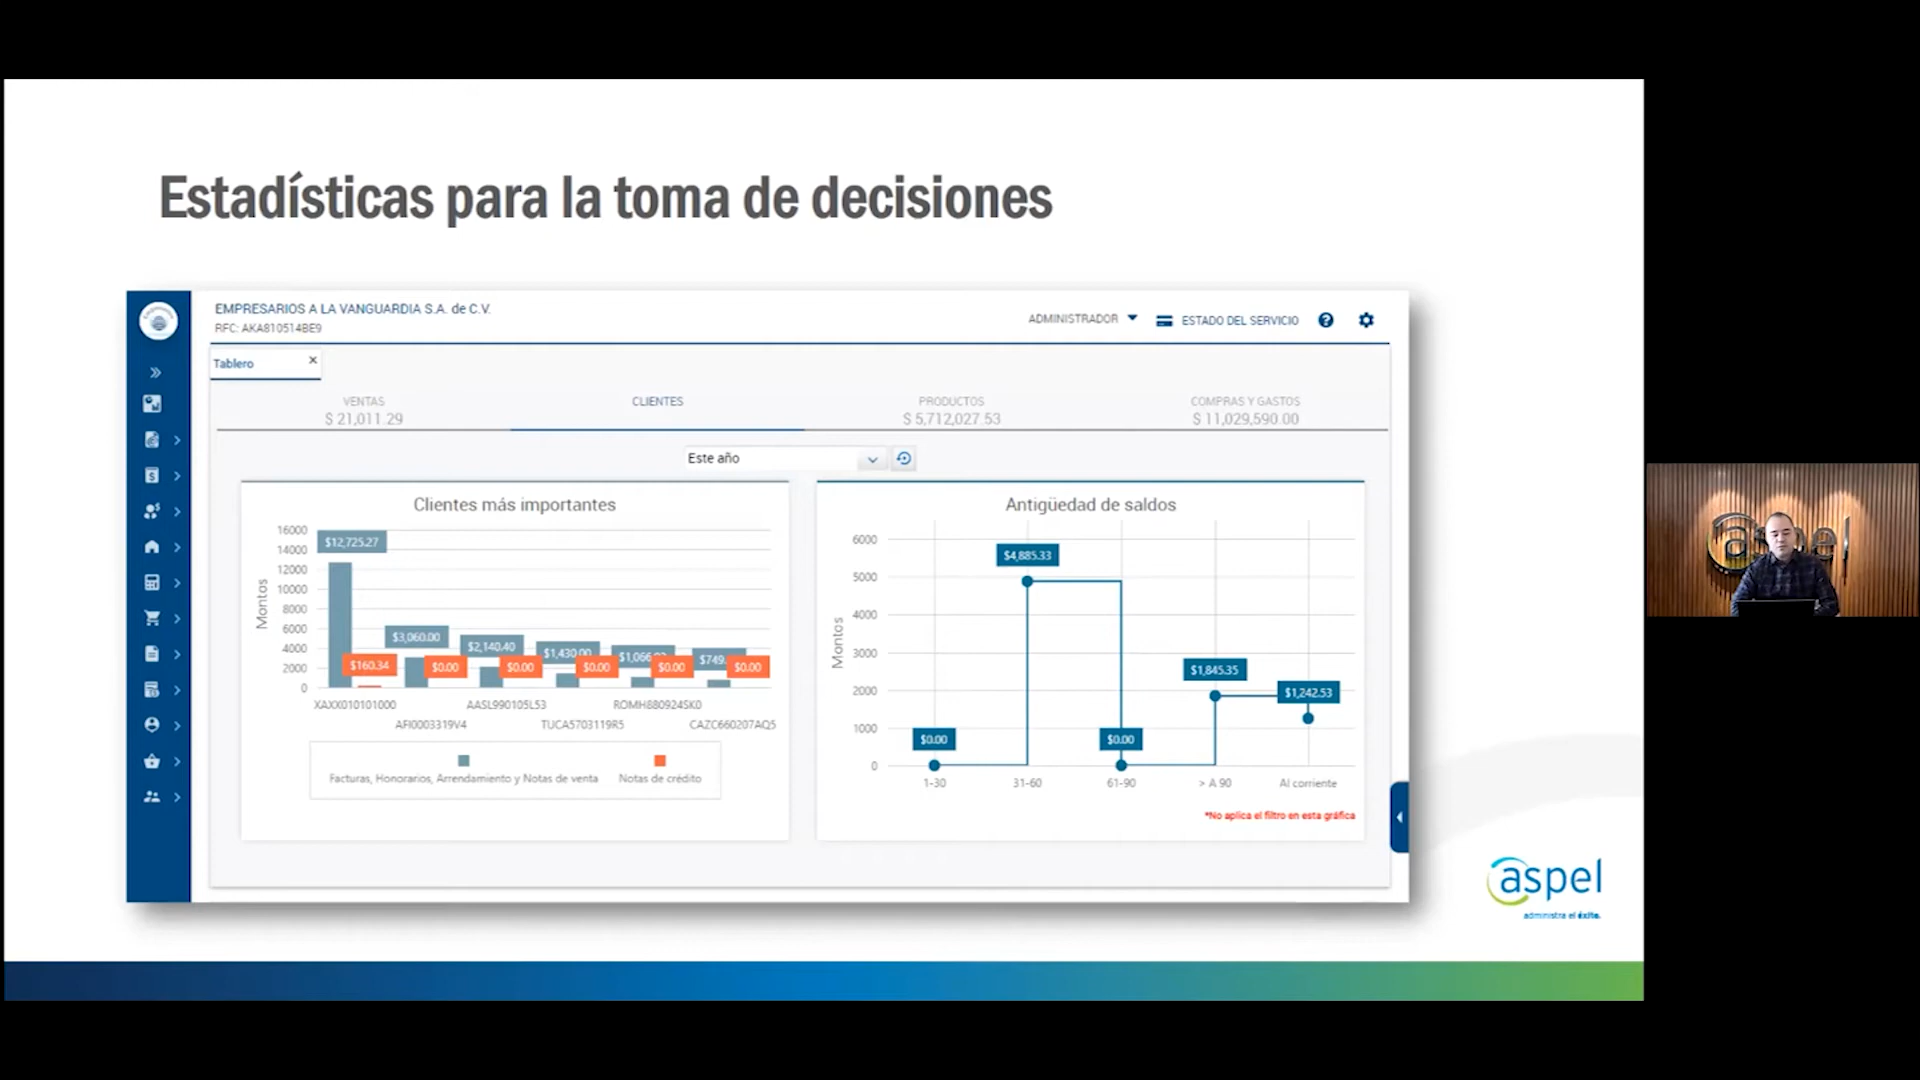 Estadísticas para la toma de decisiones
EMPRESARIOS A LA VANGUARDIA S.A. de C.V.
RFC: AKA810514BE9
ADMINISTRADOR
ESTADO DEL SERVICIO
Tablero
VENTAS
$ 21,011.29
CLIENTES
PRODUCTOS
$ 5,712,027.53
COMPRAS Y GASTOS
$ 11,029,590.00
Este año
Clientes más importantes
Montos
16000
14000
12000
10000
8000
6000
4000
2000
0
$12,725.27
$160.34
$3,060.00
$0.00
$2,140.40
$0.00
$1,430.00
$0.00
$0.00
$749.
$0.00
XAXX010101000
AASL990105L53
ROMH880924SK0
AFI0003319V4
TUCA5703119R5
CAZC660207AQ5
Facturas, Honorarios, Arrendamiento y Notas de venta
Notas de crédito
Antigüedad de saldos
Montos
6000
5000
4000
3000
2000
1000
0
$0.00
$4,885.33
$0.00
$1,845.35
$1,242.53
1-30
31-60
61-90
> A 90
Al corriente
*No aplica el filtro en esta gráfica
aspel
administra el éxito.
aspel